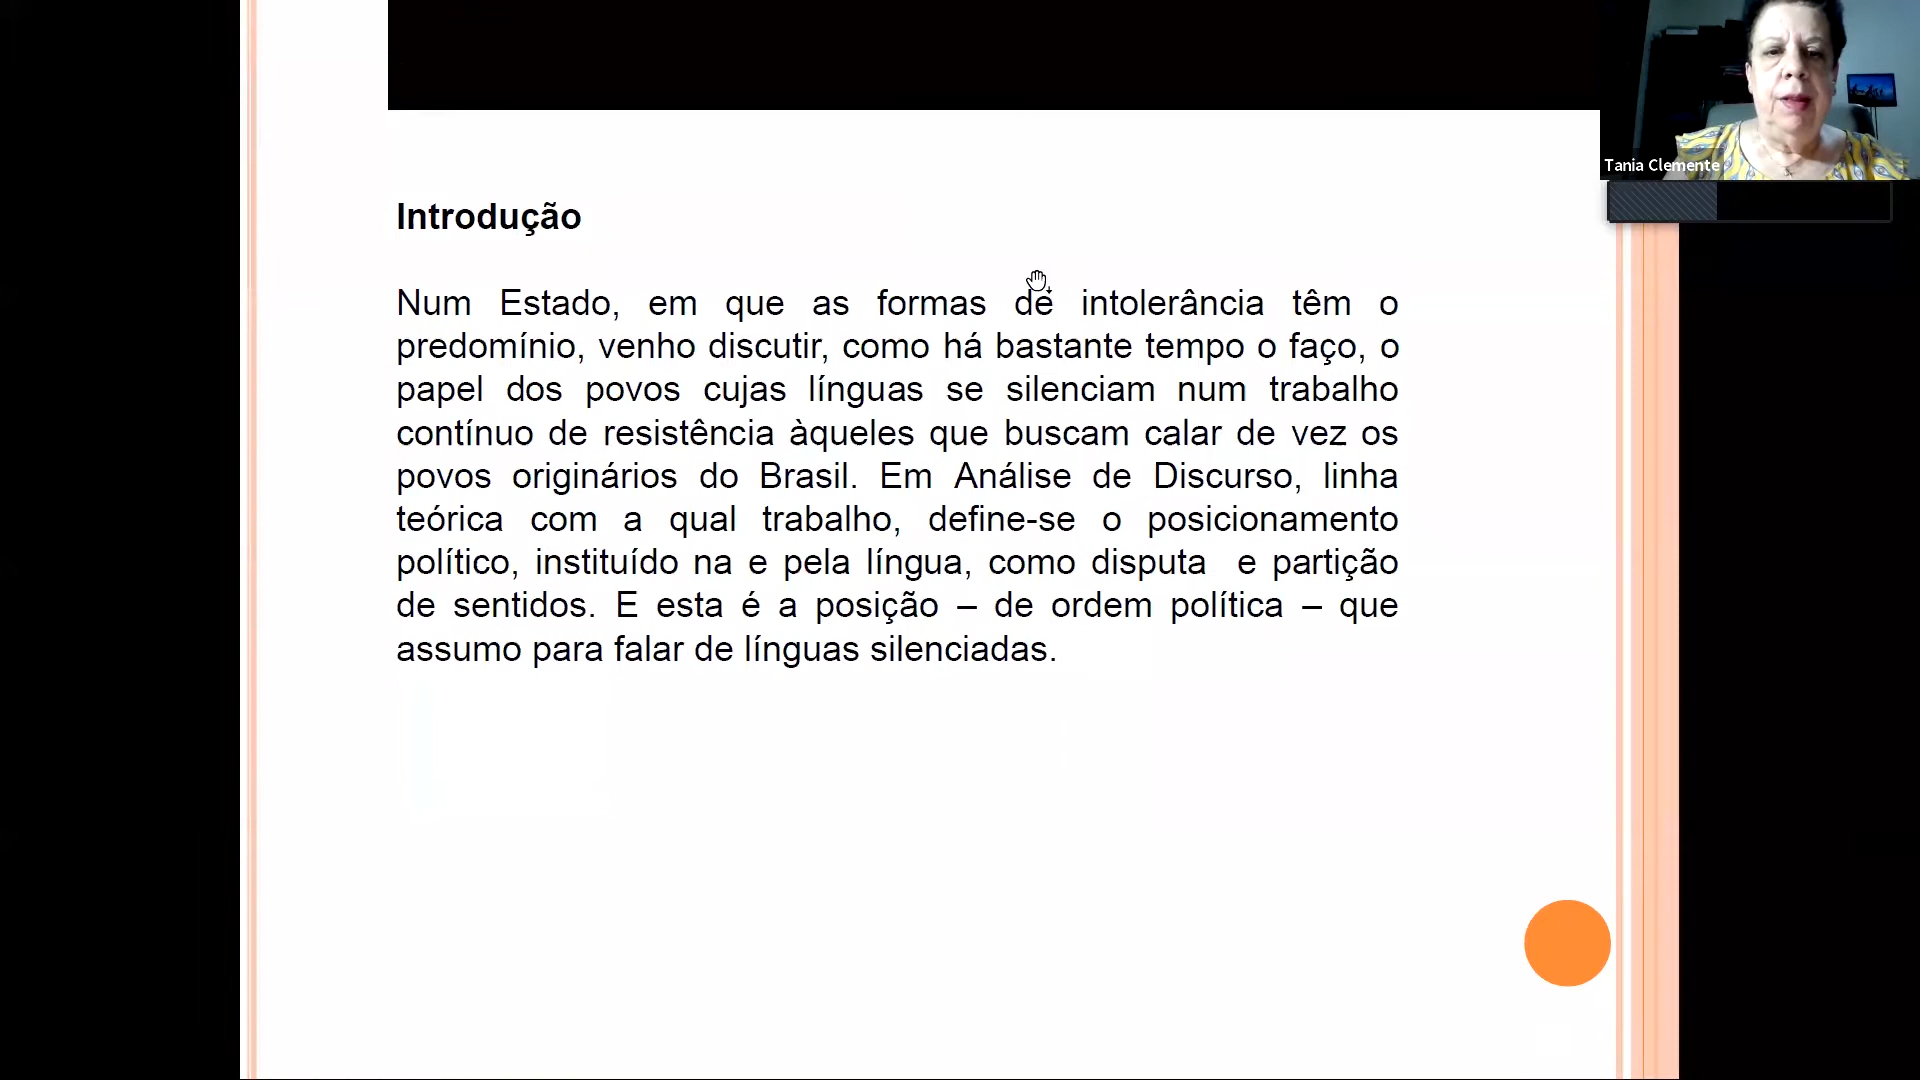 Tania Clemente
Introdução
Num Estado, em que as formas de intolerância têm o
predomínio, venho discutir, como há bastante tempo o faço, o
papel dos povos cujas línguas se silenciam num trabalho
contínuo de resistência àqueles que buscam calar de vez os
povos originários do Brasil. Em Análise de Discurso, linha
teórica com a qual trabalho, define-se o posicionamento
político, instituído na e pela língua, como disputa e partição
de sentidos. E esta é a posição – de ordem política – que
assumo para falar de línguas silenciadas.